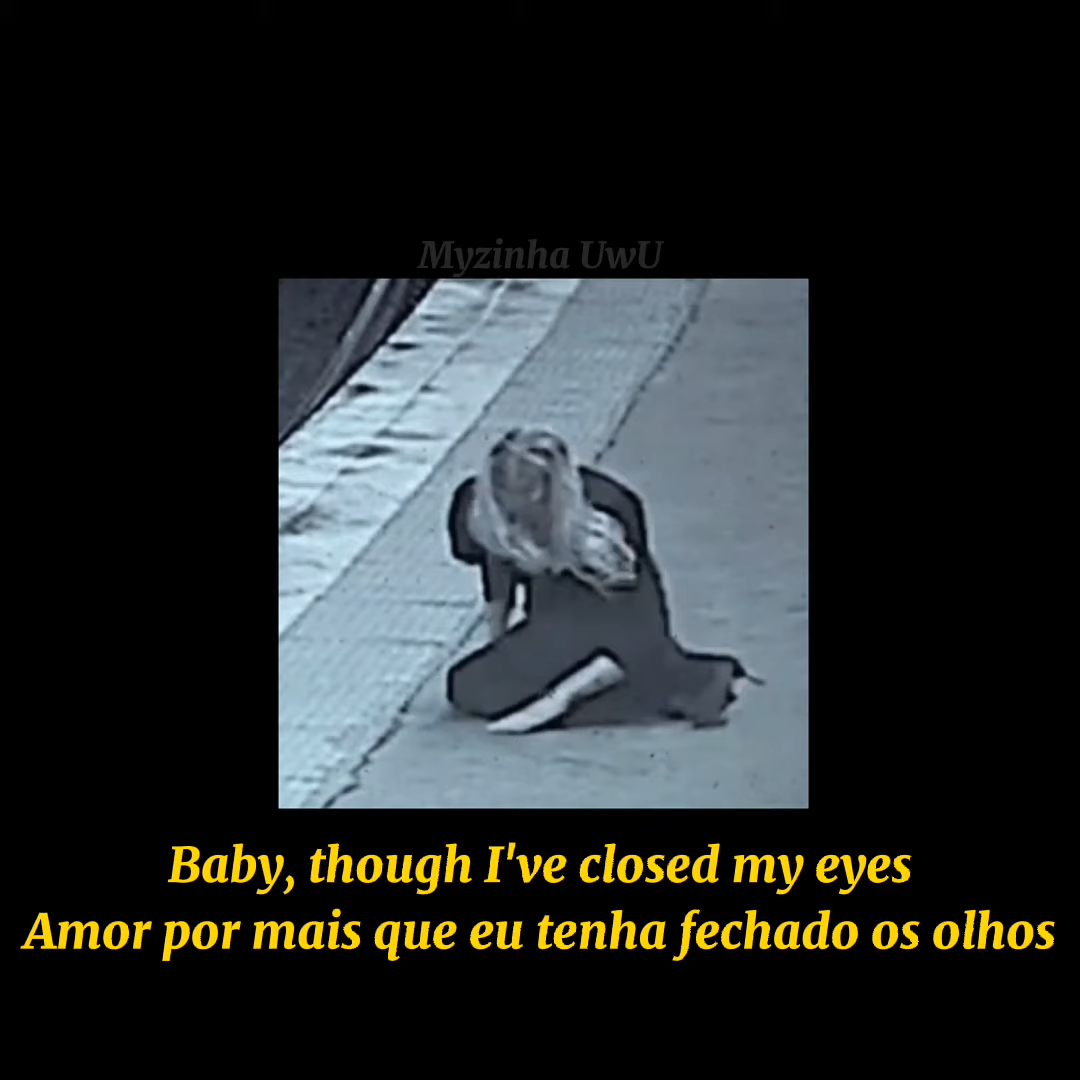 Myzinha UwU
Baby, though I've closed my eyes
Amor por mais que eu tenha fechado os olhos